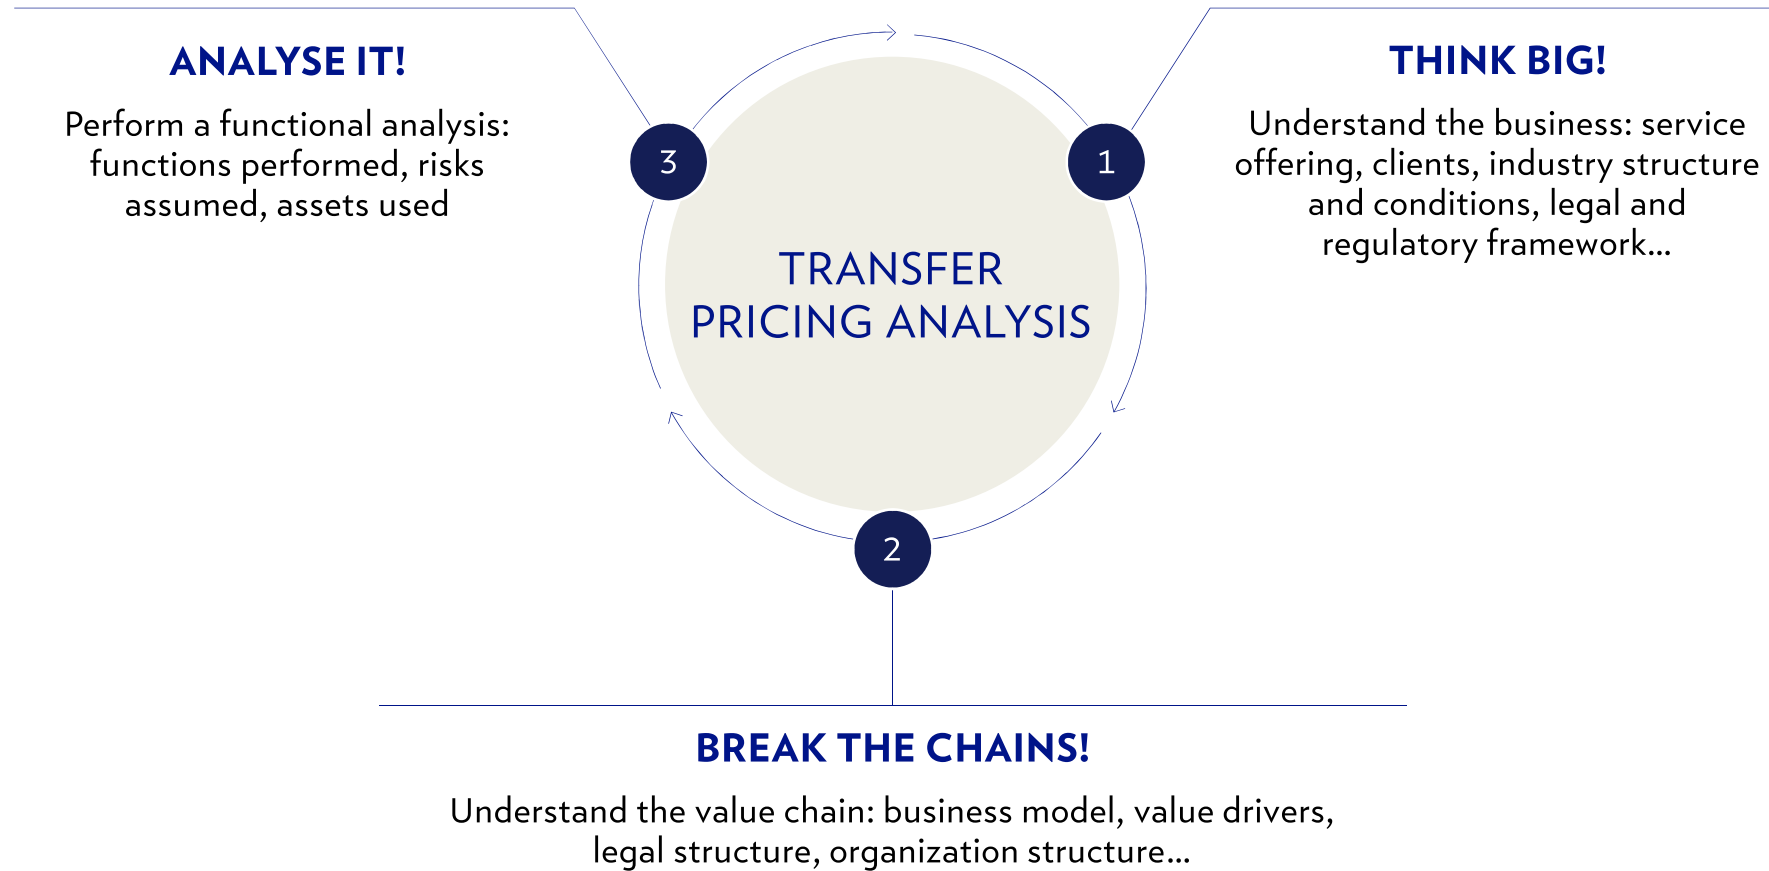 ANALYSE IT!
Perform a functional analysis:
functions performed, risks
assumed, assets used
THINK BIG!
Understand the business: service
offering, clients, industry structure
and conditions, legal and
regulatory framework...
3
1
TRANSFER
PRICING ANALYSIS
2
BREAK THE CHAINS!
Understand the value chain: business model, value drivers,
legal structure, organization structure...